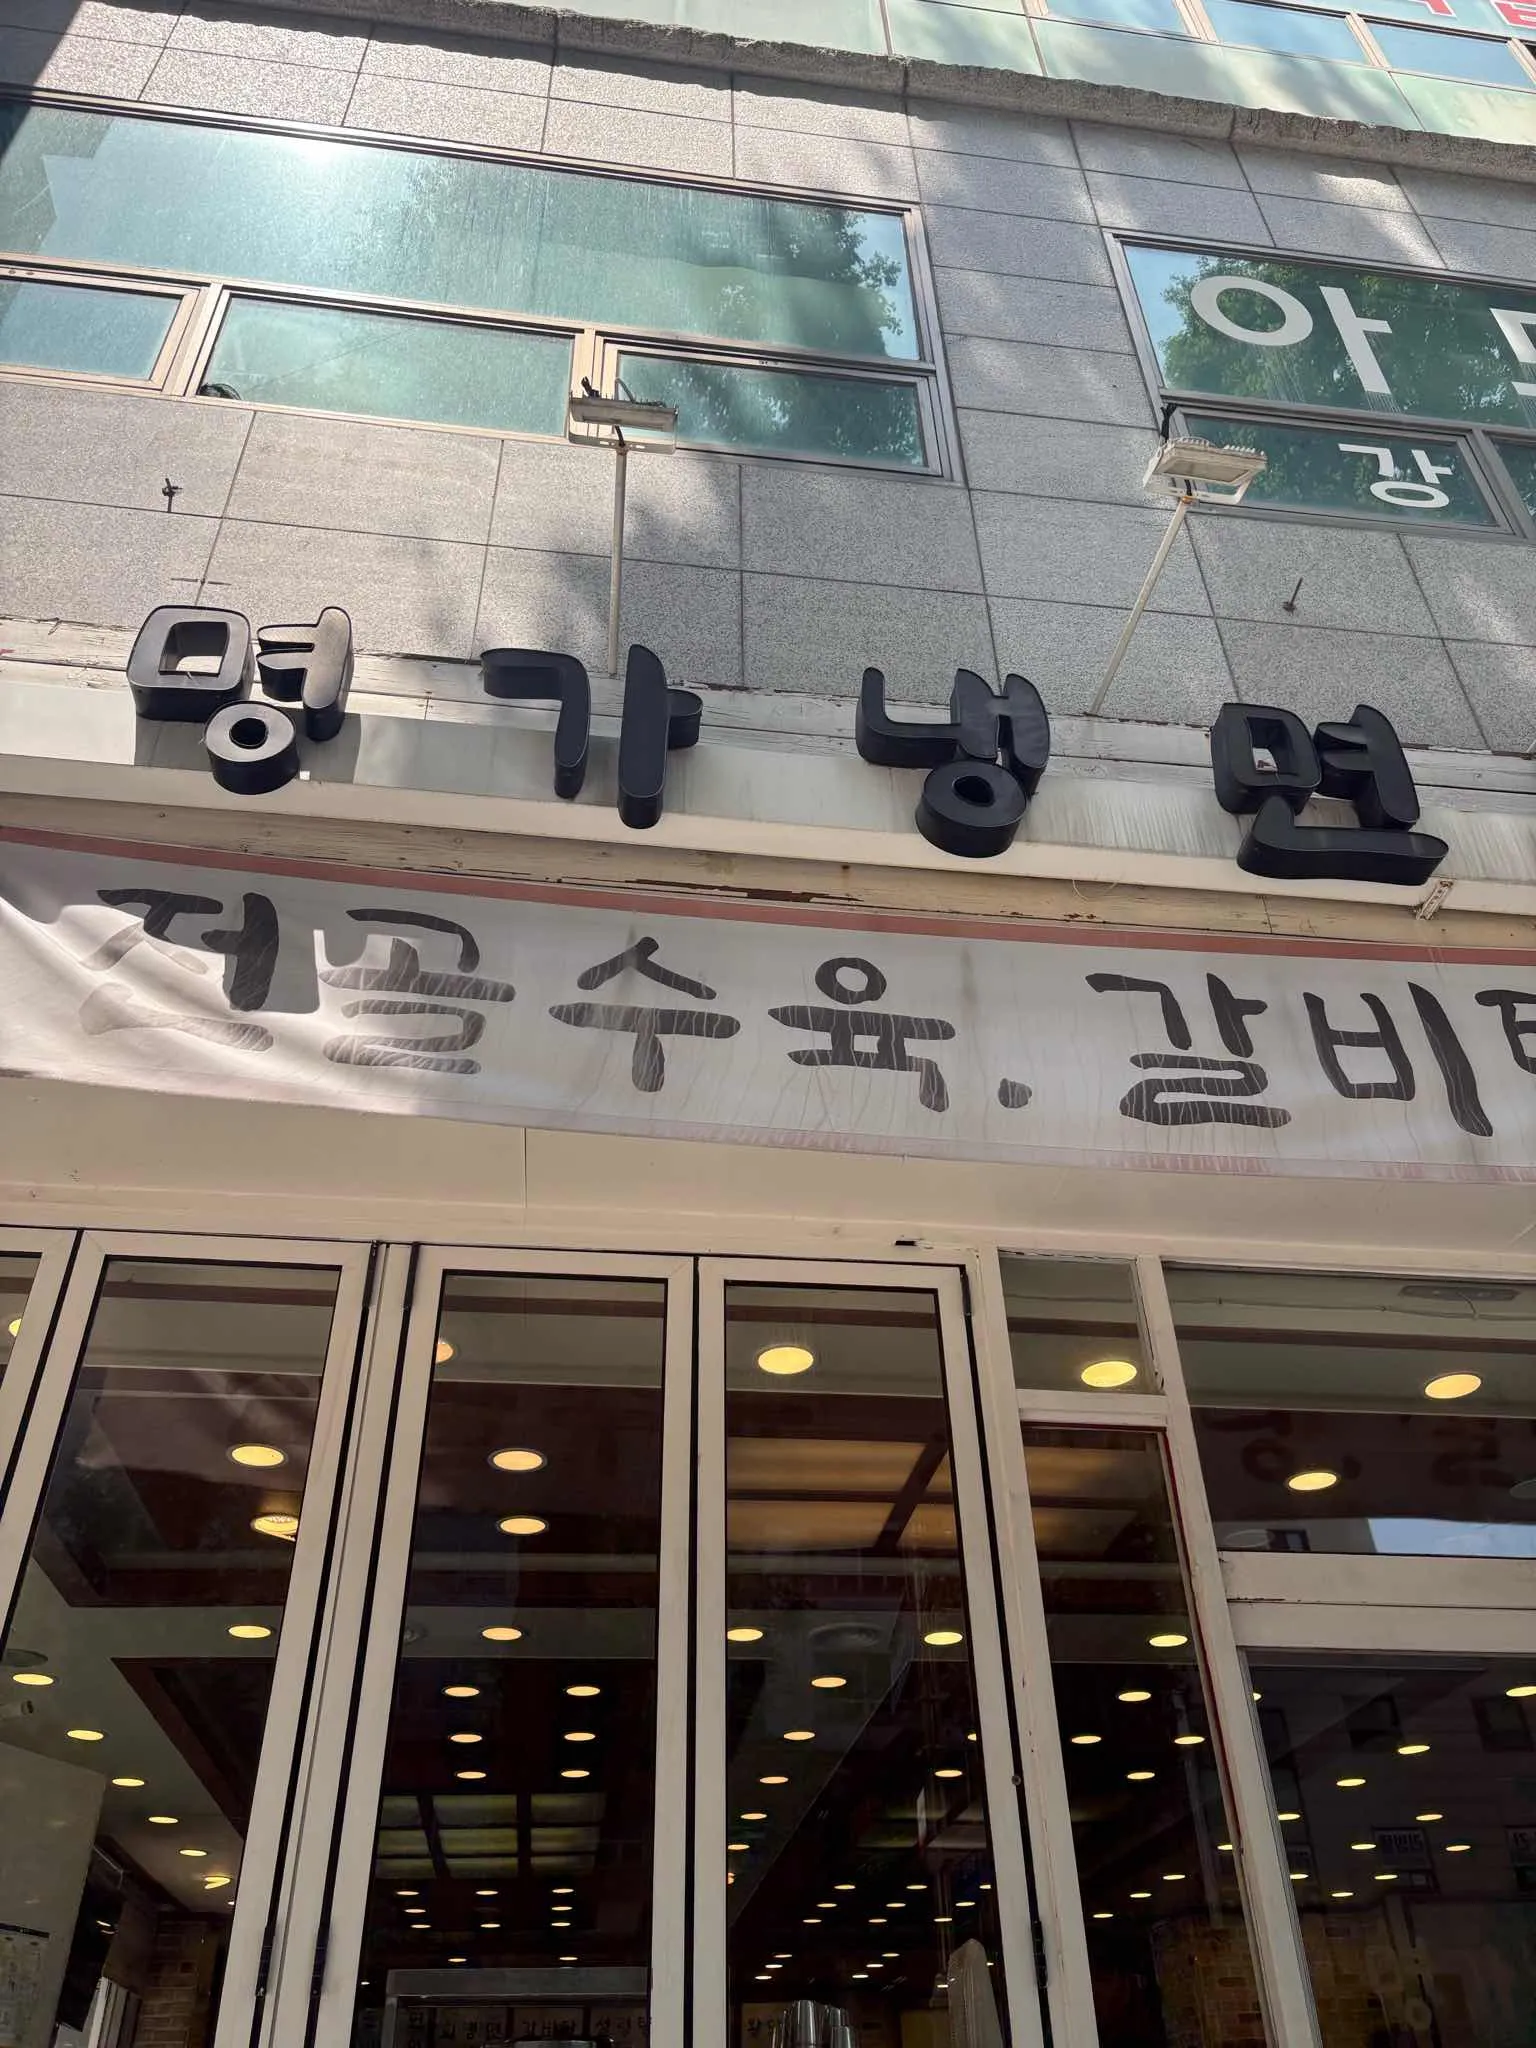 아
강
명가냉면
전골수육. 갈비